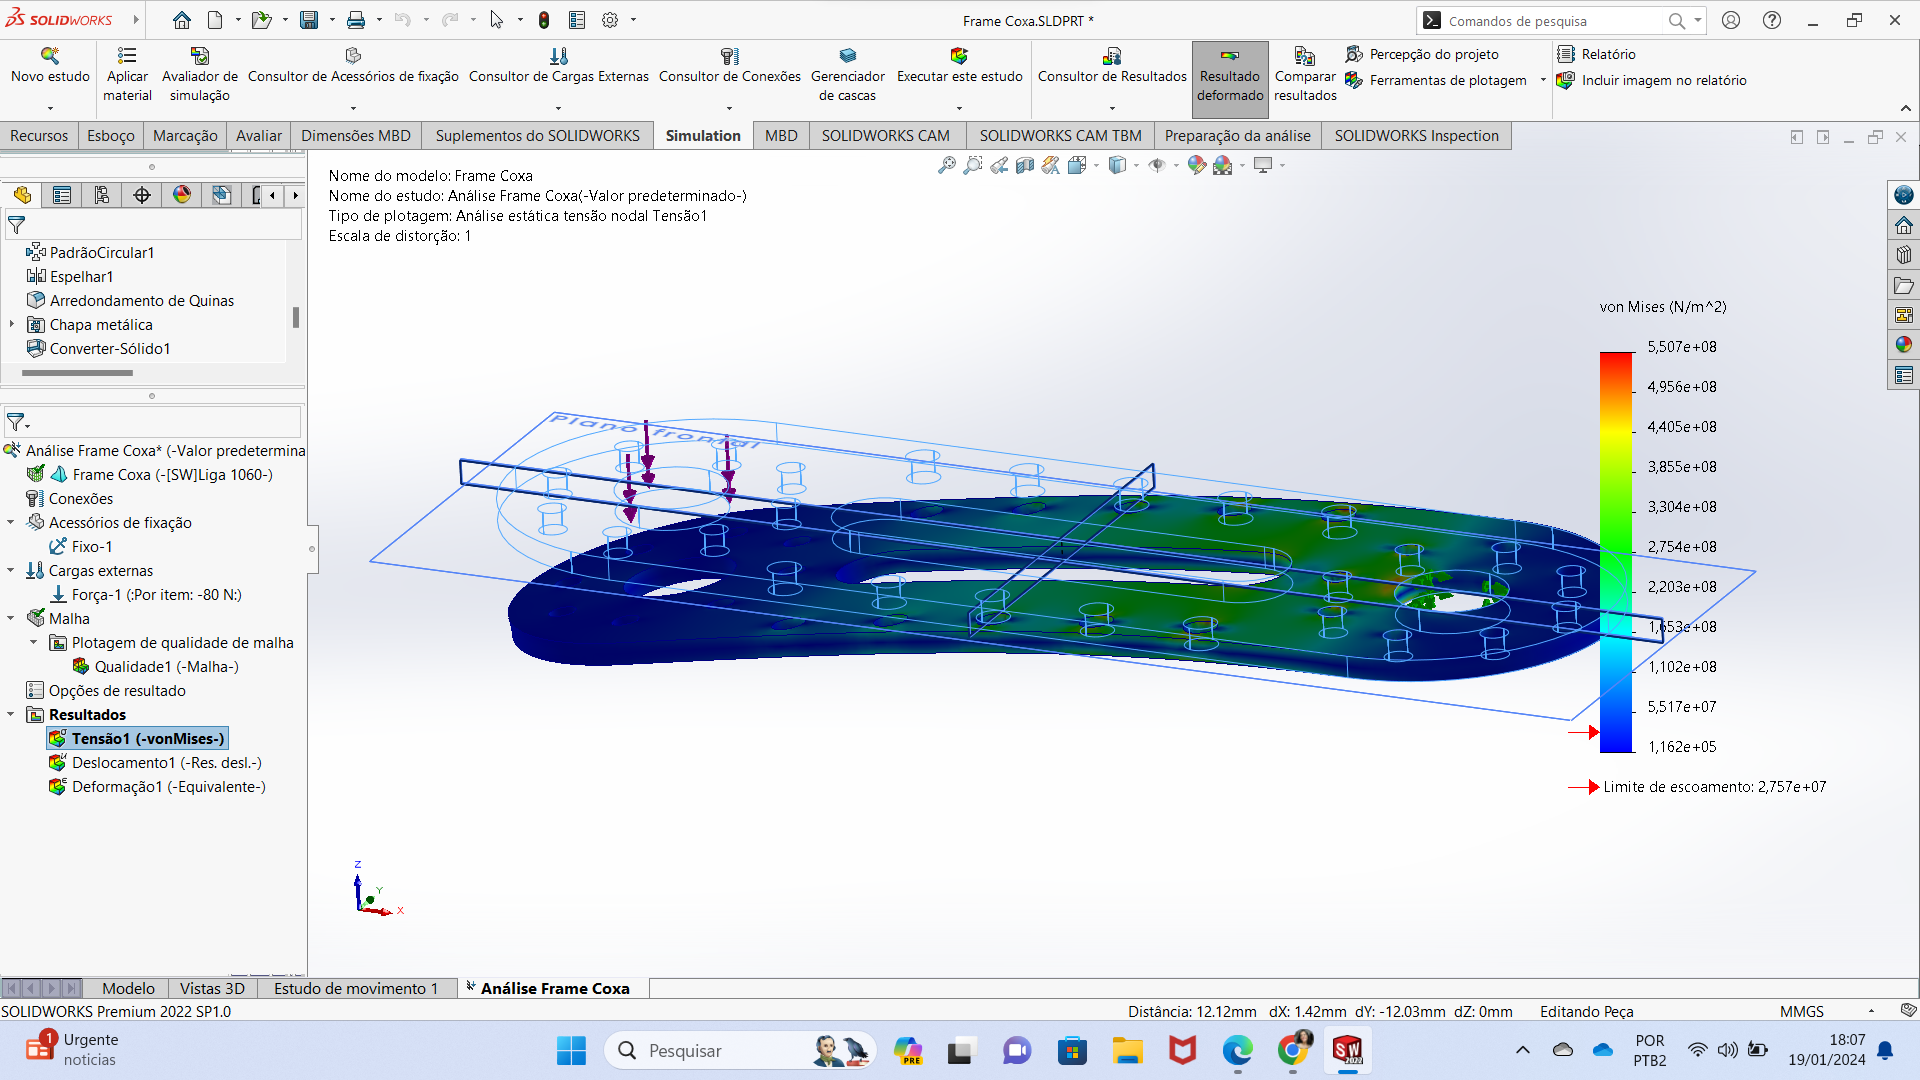 SOLIDWORKS
Frame Coxa.SLDPRT *
Comandos de pesquisa
Novo estudo
Aplicar material
Avaliador de simulação
Consultor de Acessórios de fixação
Consultor de Cargas Externas
Consultor de Conexões
Gerenciador de cascas
Executar este estudo
Consultor de Resultados
Resultado deformado
Comparar resultados
Percepção do projeto
Ferramentas de plotagem
Relatório
Incluir imagem no relatório
Recursos
Esboço
Marcação
Avaliar
Dimensões MBD
Suplementos do SOLIDWORKS
Simulation
MBD
SOLIDWORKS CAM
SOLIDWORKS CAM TBM
Preparação da análise
SOLIDWORKS Inspection
PadrãoCircular1
Espelhar1
Arredondamento de Quinas
Chapa metálica
Converter-Sólido1
Análise Frame Coxa* (-Valor predetermina
Frame Coxa (-[SW]Liga 1060-)
Conexões
Acessórios de fixação
Fixo-1
Cargas externas
Força-1 (:Por item: -80 N:)
Malha
Plotagem de qualidade de malha
Qualidade1 (-Malha-)
Opções de resultado
Resultados
Tensão1 (-vonMises-)
Deslocamento1 (-Res. desl.-)
Deformação1 (-Equivalente-)
Nome do modelo: Frame Coxa
Nome do estudo: Análise Frame Coxa(-Valor predeterminado-)
Tipo de plotagem: Análise estática tensão nodal Tensão1
Escala de distorção: 1
Plano frontal
von Mises (N/m^2)
5,507e+08
4,956e+08
4,405e+08
3,855e+08
3,304e+08
2,754e+08
2,203e+08
1,653e+08
1,102e+08
5,517e+07
1,162e+05
Limite de escoamento: 2,757e+07
Z
Y
X
Modelo
Vistas 3D
Estudo de movimento 1
Análise Frame Coxa
SOLIDWORKS Premium 2022 SP1.0
Distância: 12.12mm dX: 1.42mm dY: -12.03mm dZ: 0mm
Editando Peça
MMGS
1
Urgente
noticias
Pesquisar
PRE
SW
2022
POR
PTB2
18:07
19/01/2024